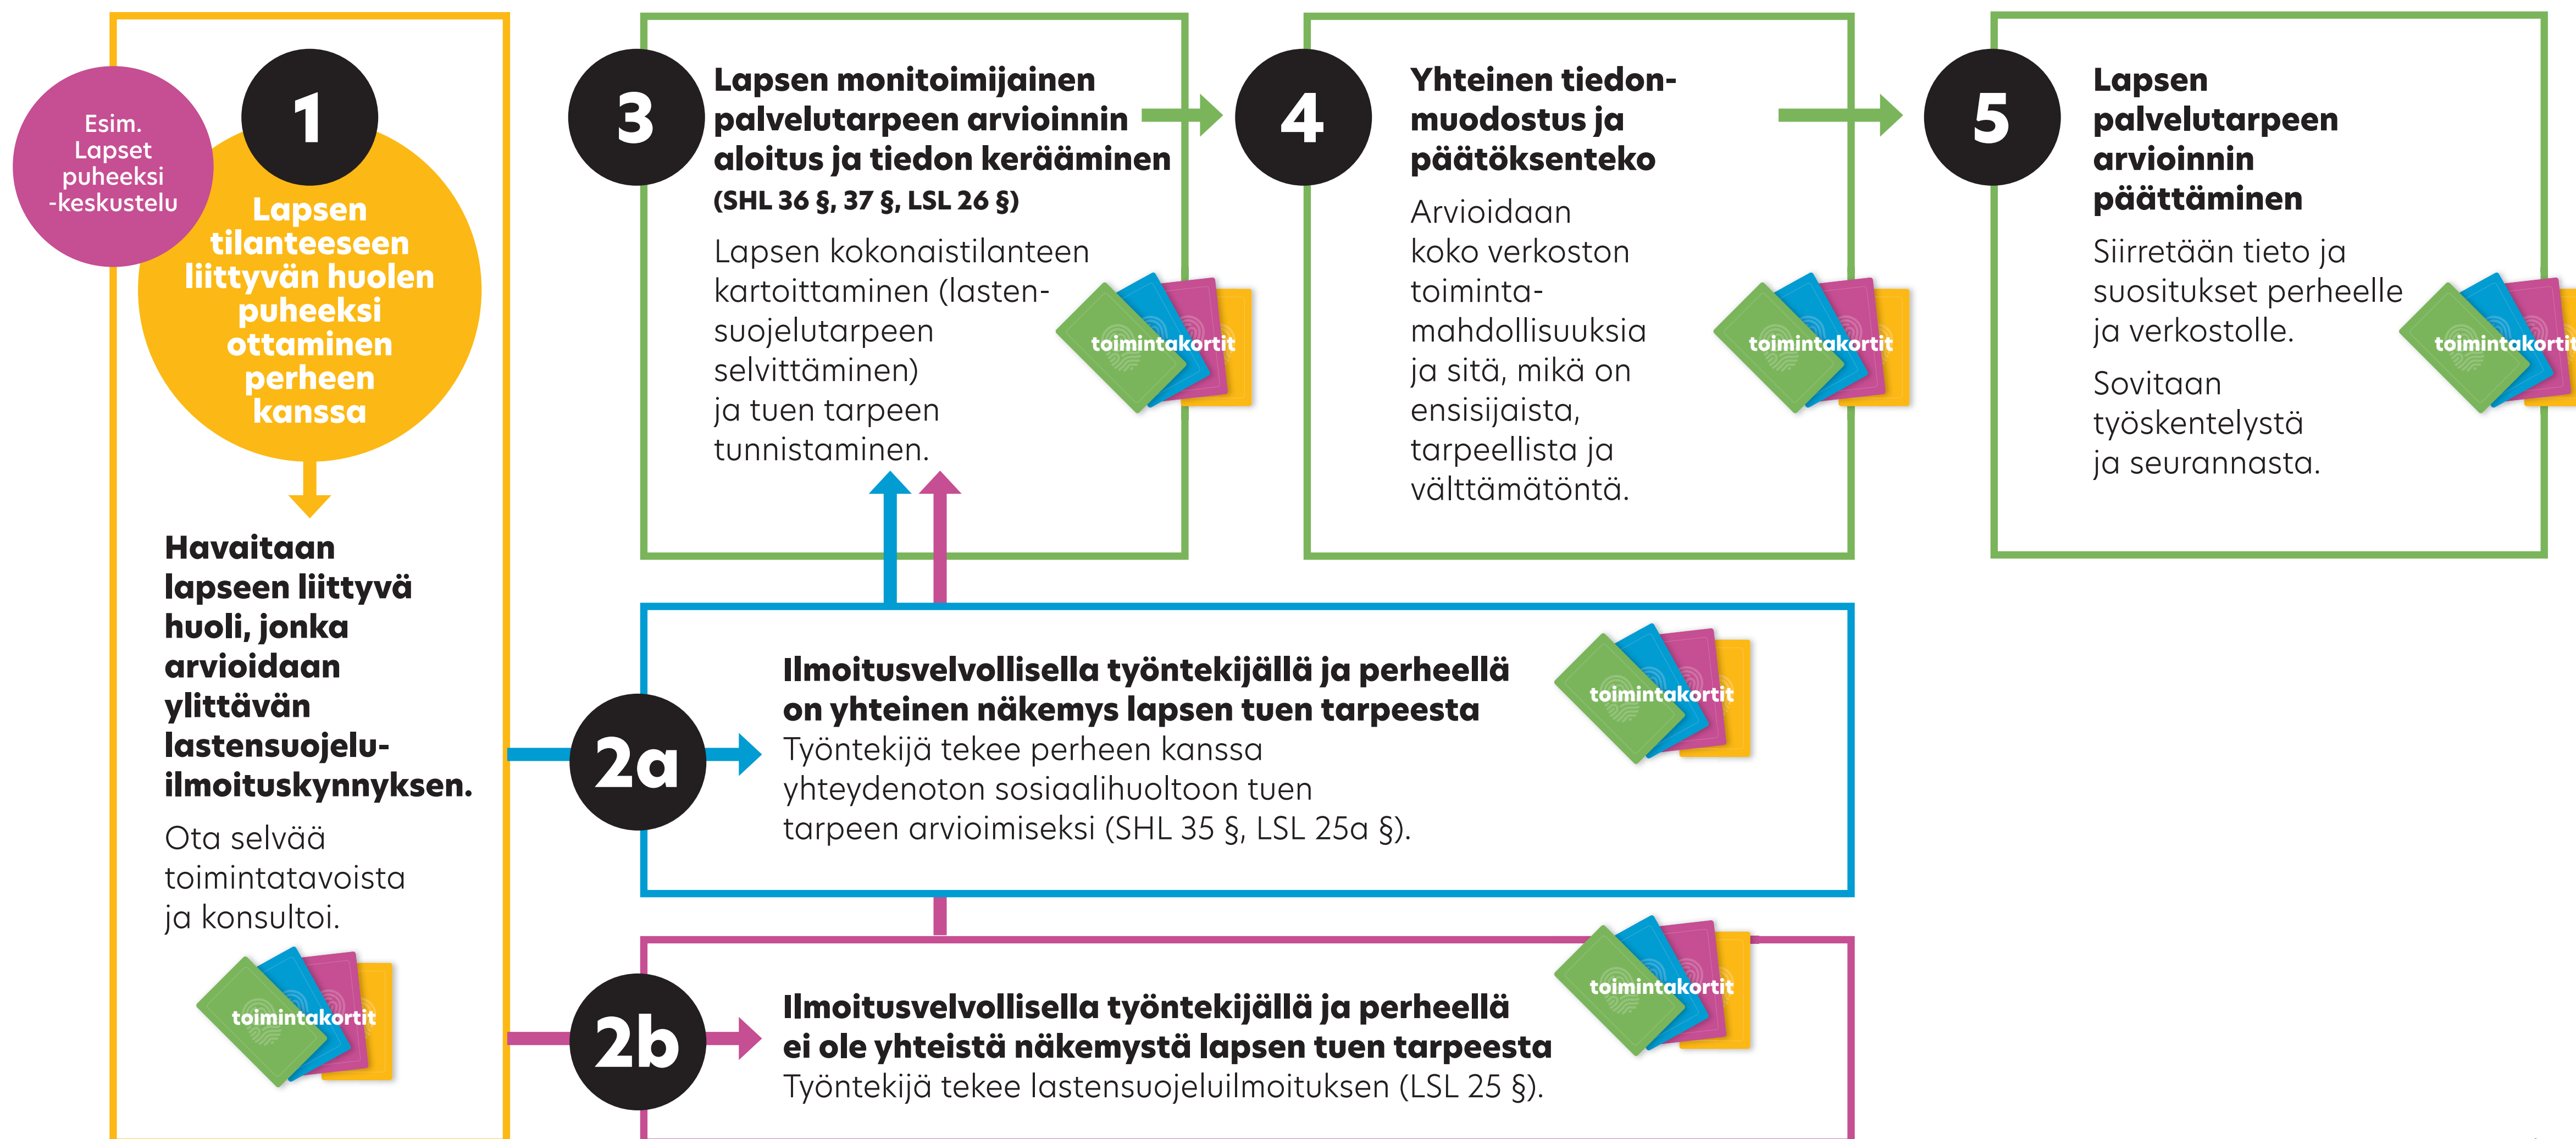 Esim.
Lapset
puheeksi
-keskustelu
1
Lapsen
tilanteeseen
liittyvän huolen
puheeksi
ottaminen
perheen
kanssa
Havaitaan
lapseen liittyvä
huoli, jonka
arvioidaan
ylittävän
lastensuojelu-
ilmoituskynnyksen.
Ota selvää
toimintatavoista
ja konsultoi.
toimintakortit
2a
Ilmoitusvelvollisella työntekijällä ja perheellä
on yhteinen näkemys lapsen tuen tarpeesta
Työntekijä tekee perheen kanssa
yhteydenoton sosiaalihuoltoon tuen
tarpeen arvioimiseksi (SHL 35 §, LSL 25a §).
toimintakortit
2b
Ilmoitusvelvollisella työntekijällä ja perheellä
ei ole yhteistä näkemystä lapsen tuen tarpeesta
Työntekijä tekee lastensuojeluilmoituksen (LSL 25 §).
toimintakortit
3
Lapsen monitoimijainen
palvelutarpeen arvioinnin
aloitus ja tiedon kerääminen
(SHL 36 §, 37 §, LSL 26 §)
Lapsen kokonaistilanteen
kartoittaminen (lasten-
suojelutarpeen
selvittäminen)
ja tuen tarpeen
tunnistaminen.
toimintakortit
4
Yhteinen tiedon-
muodostus ja
päätöksenteko
Arvioidaan
koko verkoston
toiminta-
mahdollisuuksia
ja sitä, mikä on
ensisijaista,
tarpeellista ja
välttämätöntä.
toimintakortit
5
Lapsen
palvelutarpeen
arvioinnin
päättäminen
Siirretään tieto ja
suositukset perheelle
ja verkostolle.
Sovitaan
työskentelystä
ja seurannasta.
toimintakortit